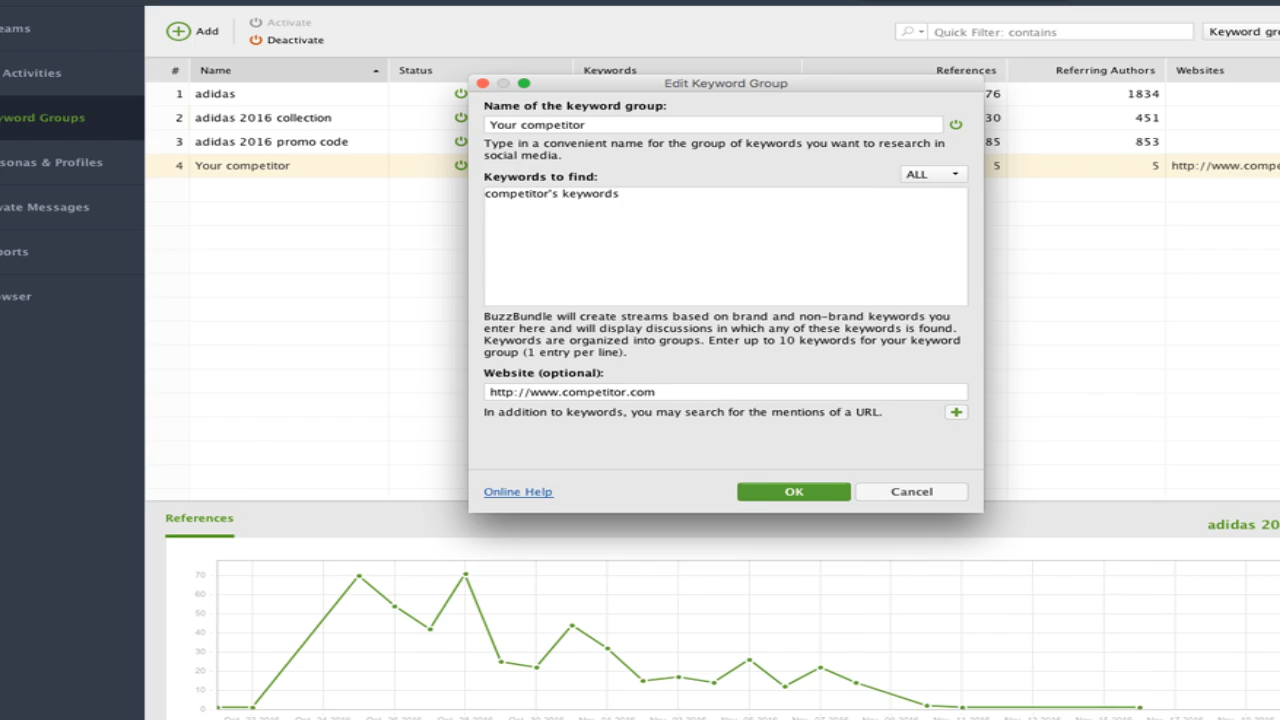 eams
Add
Activate
Deactivate
Quick Filter: contains
Keyword gro
# Name Status Keywords References Referring Authors Websites
Activities
1 adidas 76 1834
word Groups
2 adidas 2016 collection 30 451
3 adidas 2016 promo code 85 853
sonas & Profiles
4 Your competitor 5 5 http://www.compe
vate Messages
orts
wser
Edit Keyword Group
Name of the keyword group:
Your competitor
Type in a convenient name for the group of keywords you want to research in
social media.
Keywords to find:
ALL
competitor's keywords
BuzzBundle will create streams based on brand and non-brand keywords you
enter here and will display discussions in which any of these keywords is found.
Keywords are organized into groups. Enter up to 10 keywords for your keyword
group (1 entry per line).
Website (optional):
http://www.competitor.com
In addition to keywords, you may search for the mentions of a URL.
Online Help
OK
Cancel
References
adidas 20
70
60
50
40
30
20
10
0